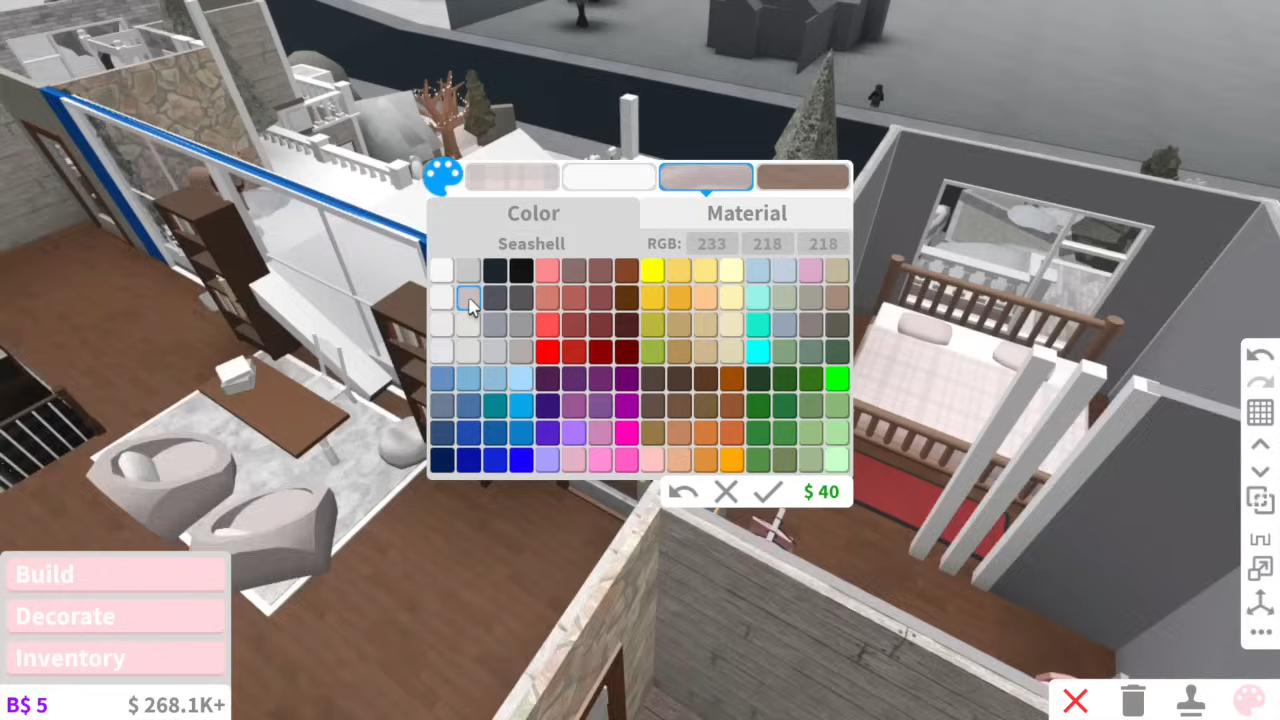 Color
Material
Seashell
RGB: 233 218 218
$ 40
Build
Decorate
Inventory
B$ 5
$ 268.1K+